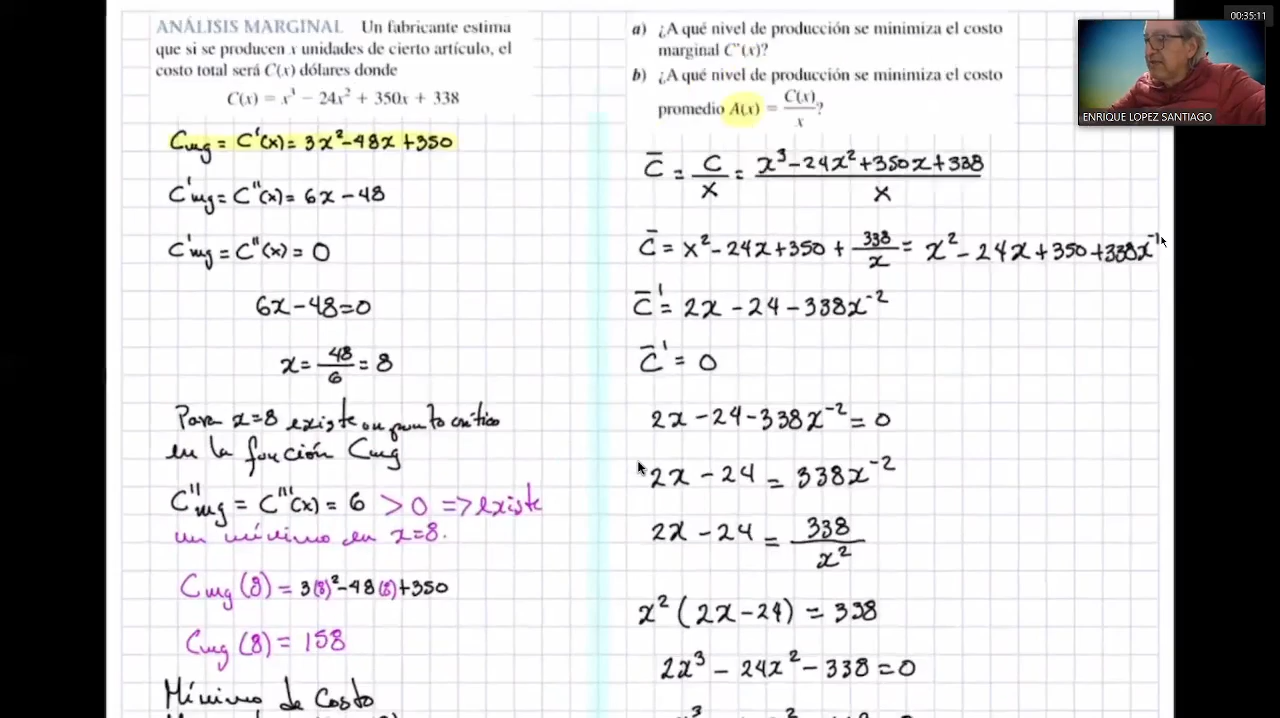 ANÁLISIS MARGINAL Un fabricante estima
que si se producen x unidades de cierto artículo, el
costo total será C(x) dólares donde
C(x) = x³ − 24x² + 350x + 338
Cmg = C'(x) = 3x²−48x+350
C'mg = C''(x) = 6x−48
C'mg = C''(x) = 0
6x−48=0
x = 48/6 = 8
Para x=8 existe un punto crítico
en la función Cmg
C''mg = C'''(x) = 6 > 0 => existe
un mínimo en x=8.
Cmg(8) = 3(8)²−48(8)+350
Cmg(8) = 158
Mínimo de Costo
a) ¿A qué nivel de producción se minimiza el costo
marginal C'(x)?
b) ¿A qué nivel de producción se minimiza el costo
promedio A(x) = C(x)/x?
C̄ = C/x = x³−24x²+350x+338/x
C̄ = x²−24x+350 + 338/x = x²−24x+350+338x⁻¹
C̄' = 2x−24−338x⁻²
C̄' = 0
2x−24−338x⁻² = 0
2x−24 = 338x⁻²
2x−24 = 338/x²
x²(2x−24) = 338
2x³ − 24x² − 338 = 0
00:35:11
ENRIQUE LOPEZ SANTIAGO